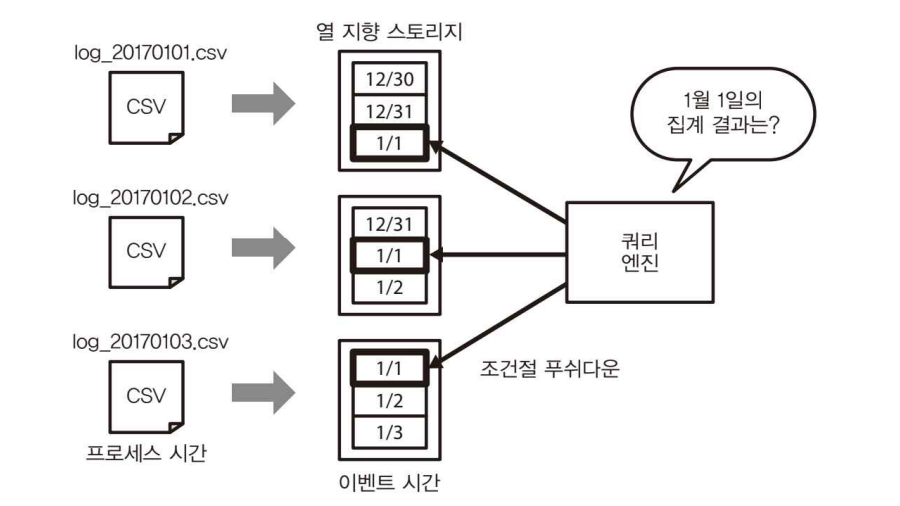 열 지향 스토리지
log_20170101.csv
CSV
12/30
12/31
1/1
1월 1일의
집계 결과는?
log_20170102.csv
CSV
12/31
1/1
1/2
쿼리
엔진
log_20170103.csv
CSV
1/1
1/2
1/3
조건절 푸쉬다운
프로세스 시간
이벤트 시간